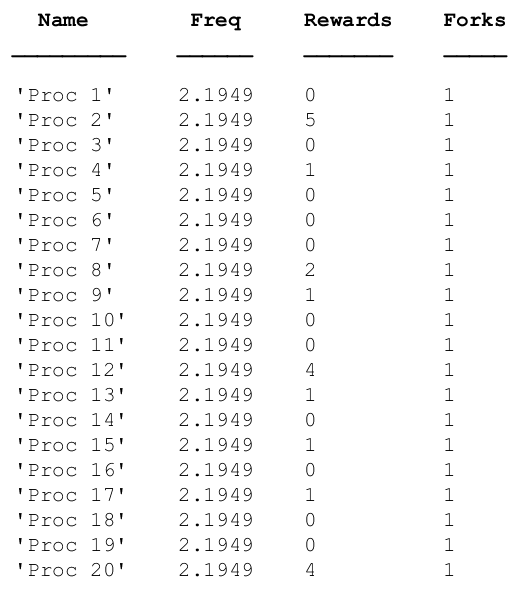 Name Freq Rewards Forks
'Proc 1' 2.1949 0 1
'Proc 2' 2.1949 5 1
'Proc 3' 2.1949 0 1
'Proc 4' 2.1949 1 1
'Proc 5' 2.1949 0 1
'Proc 6' 2.1949 0 1
'Proc 7' 2.1949 0 1
'Proc 8' 2.1949 2 1
'Proc 9' 2.1949 1 1
'Proc 10' 2.1949 0 1
'Proc 11' 2.1949 0 1
'Proc 12' 2.1949 4 1
'Proc 13' 2.1949 1 1
'Proc 14' 2.1949 0 1
'Proc 15' 2.1949 1 1
'Proc 16' 2.1949 0 1
'Proc 17' 2.1949 1 1
'Proc 18' 2.1949 0 1
'Proc 19' 2.1949 0 1
'Proc 20' 2.1949 4 1